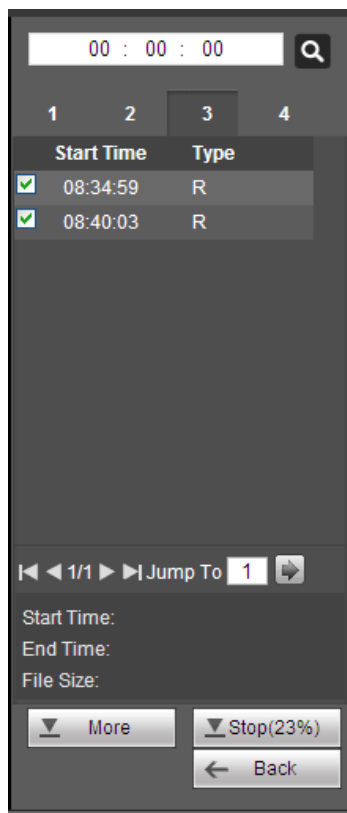 00 : 00 : 00
1 2 3 4
Start Time Type
08:34:59 R
08:40:03 R
1/1 Jump To 1
Start Time:
End Time:
File Size:
More Stop(23%)
Back